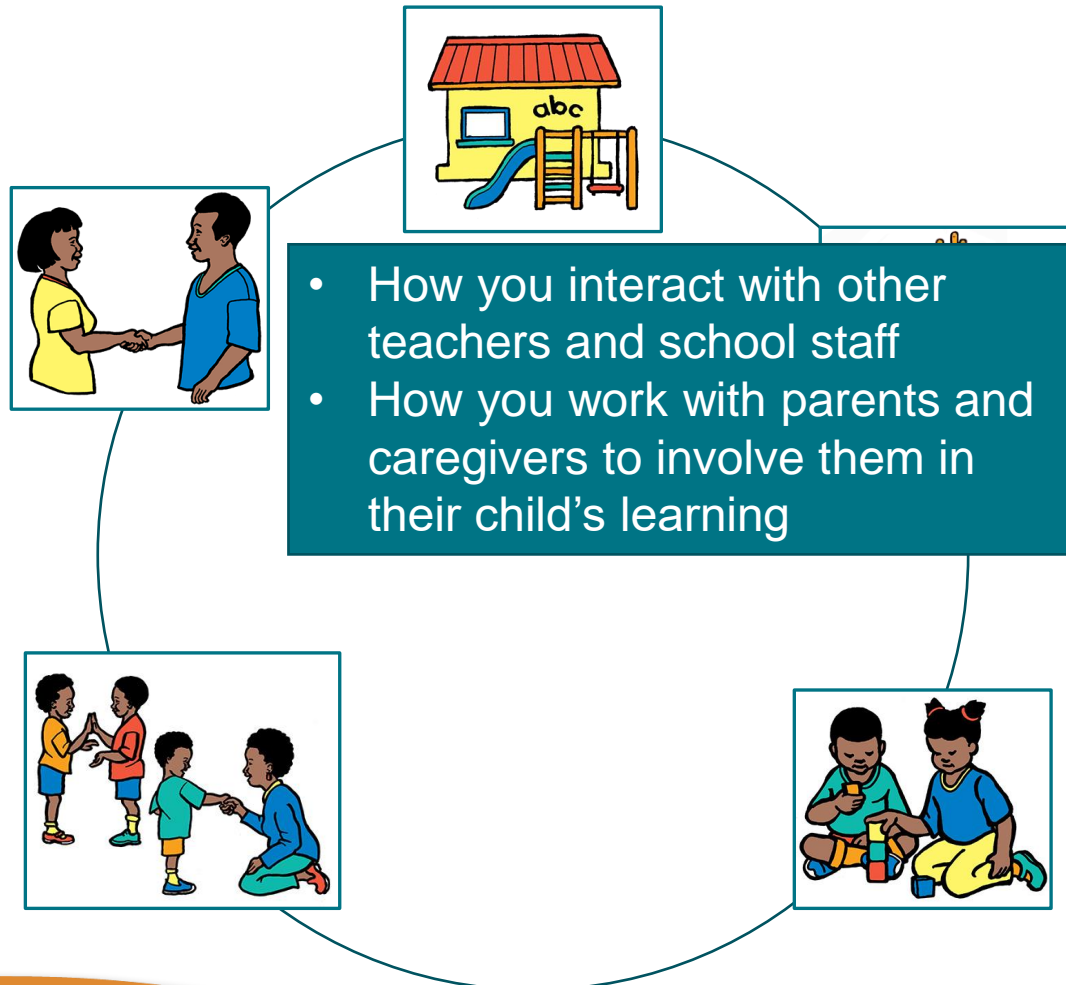 abc
• How you interact with other
teachers and school staff
• How you work with parents and
caregivers to involve them in
their child’s learning